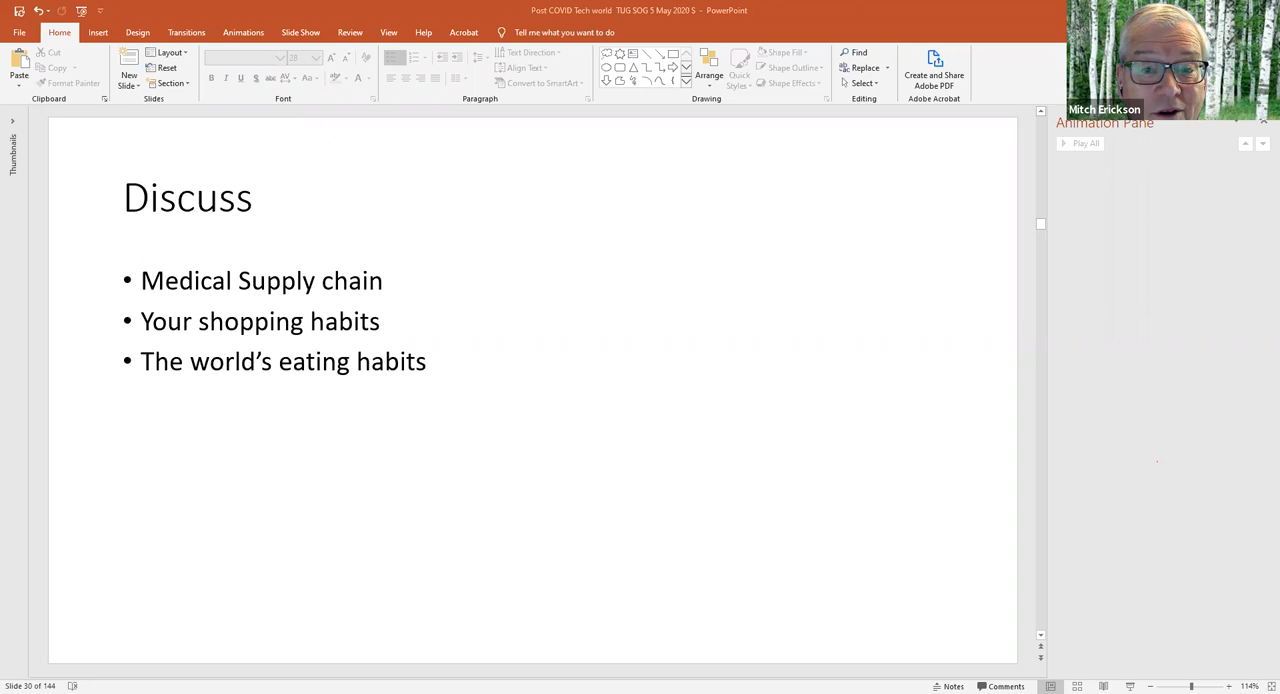 Post COVID Tech world TUG SOG 5 May 2020 S - PowerPoint
File Home Insert Design Transitions Animations Slide Show Review View Help Acrobat Tell me what you want to do
Paste
Cut
Copy
Format Painter
Clipboard
New
Slide
Layout
Reset
Section
Slides
28
B I U S abc AV Aa A
Font
Text Direction
Align Text
Convert to SmartArt
Paragraph
Arrange
Quick
Styles
Shape Fill
Shape Outline
Shape Effects
Drawing
Find
Replace
Select
Editing
Create and Share
Adobe PDF
Adobe Acrobat
Mitch Erickson
Animation Pane
Play All
Thumbnails
Discuss
• Medical Supply chain
• Your shopping habits
• The world’s eating habits
Slide 30 of 144
Notes Comments 114%